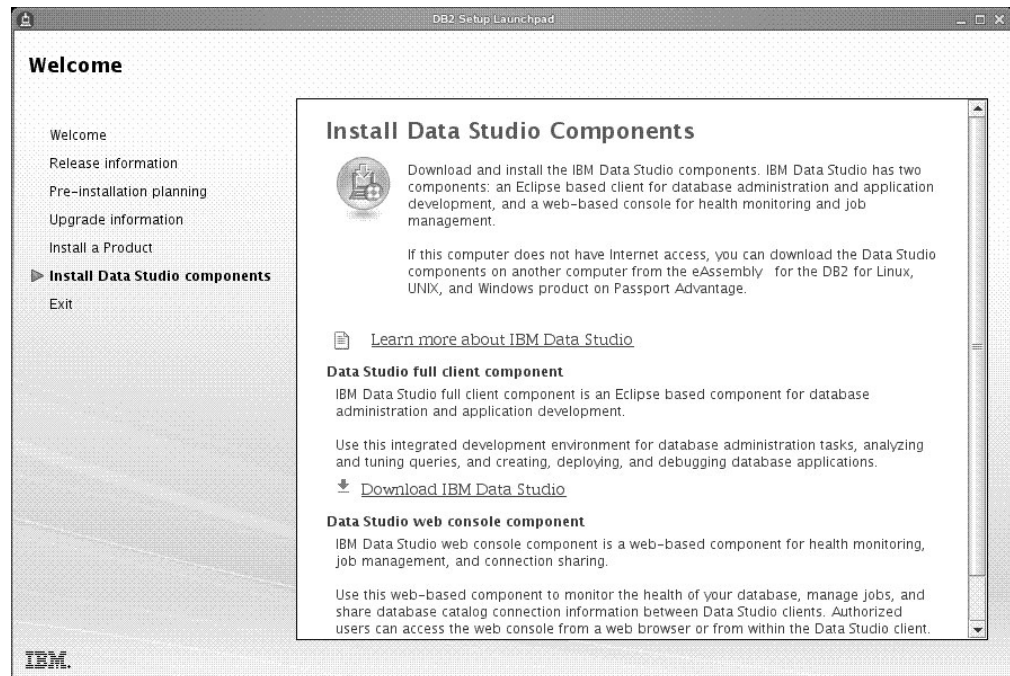 DB2 Setup Launchpad
Welcome
Welcome
Release information
Pre-installation planning
Upgrade information
Install a Product
Install Data Studio components
Exit
Install Data Studio Components
Download and install the IBM Data Studio components. IBM Data Studio has two
components: an Eclipse based client for database administration and application
development, and a web-based console for health monitoring and job
management.
If this computer does not have Internet access, you can download the Data Studio
components on another computer from the eAssembly for the DB2 for Linux,
UNIX, and Windows product on Passport Advantage.
Learn more about IBM Data Studio
Data Studio full client component
IBM Data Studio full client component is an Eclipse based component for database
administration and application development.
Use this integrated development environment for database administration tasks, analyzing
and tuning queries, and creating, deploying, and debugging database applications.
Download IBM Data Studio
Data Studio web console component
IBM Data Studio web console component is a web-based component for health monitoring,
job management, and connection sharing.
Use this web-based component to monitor the health of your database, manage jobs, and
share database catalog connection information between Data Studio clients. Authorized
users can access the web console from a web browser or from within the Data Studio client.
IBM.